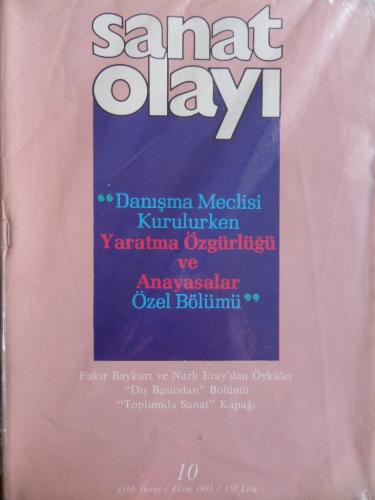 sanat
olayı
“Danışma Meclisi
Kurulurken
Yaratma Özgürlüğü
ve
Anayasalar
Özel Bölümü”
Fakir Baykurt ve Nazlı Eray'dan Öyküler
“Dış Basından” Bölümü
“Toplumda Sanat” Kapağı
10
Aylık Dergi / Ekim 1981 / 150 Lira